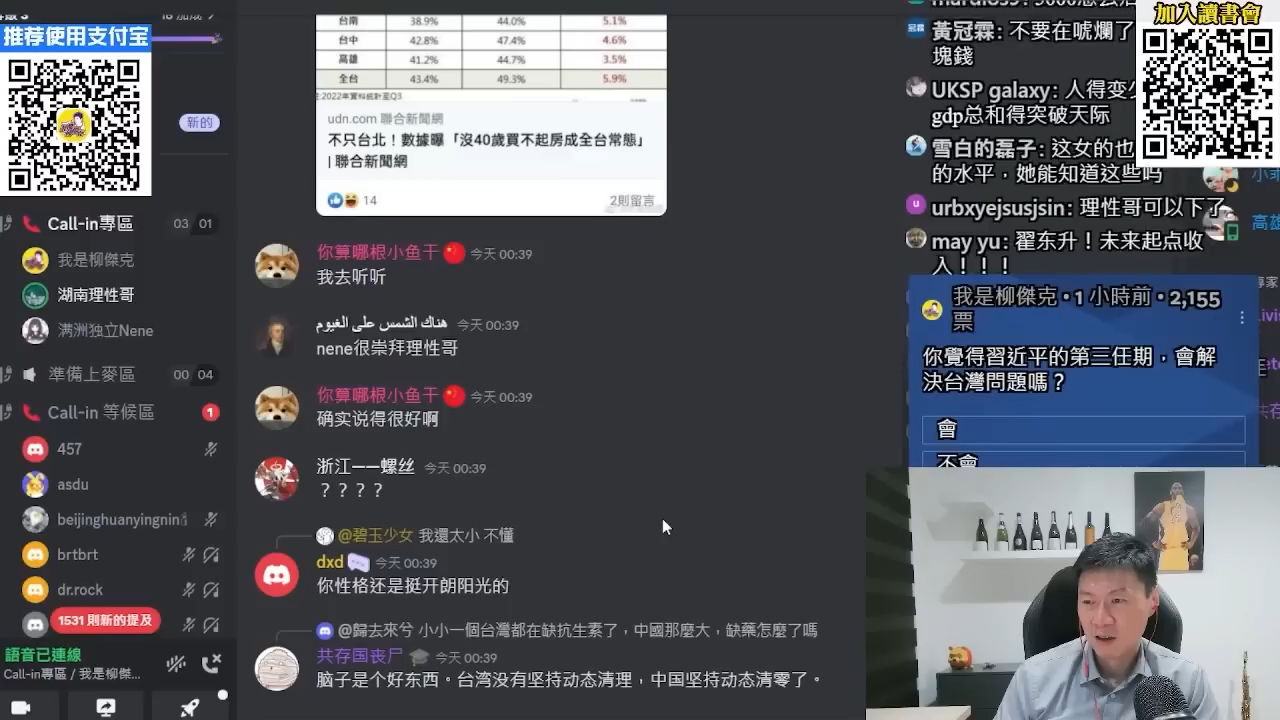 推荐使用支付宝
新的
Call-in專區 03 01
我是柳傑克
湖南理性哥
满洲独立Nene
準備上麥區 00 04
Call-in 等候區 1
457
asdu
beijinghuanyingnin
brtbrt
dr.rock
1531 則新的提及
語音已連線
Call-in專區 / 我是柳傑...
台南 38.9% 44.0% 5.1%
台中 42.8% 47.4% 4.6%
高雄 41.2% 44.7% 3.5%
全台 43.4% 49.3% 5.9%
2022年資料統計至Q3
udn.com 聯合新聞網
不只台北！數據曝「沒40歲買不起房成全台常態」
| 聯合新聞網
14
2則留言
你算哪根小鱼干 今天 00:39
我去听听
هناك الشمس على الغيوم 今天 00:39
nene很崇拜理性哥
你算哪根小鱼干 今天 00:39
确实说得很好啊
浙江——螺丝 今天 00:39
？？？？
@碧玉少女 我還太小 不懂
dxd 今天 00:39
你性格还是挺开朗阳光的
@歸去來兮 小小一個台灣都在缺抗生素了，中國那麼大，缺藥怎麼了嗎
共存国丧尸 今天 00:39
脑子是个好东西。台湾没有坚持动态清理，中国坚持动态清零了。
加入讀書會
黃冠霖: 不要在唬爛了
塊錢
UKSP galaxy: 人得变少
gdp总和得突破天际
雪白的磊子: 这女的也
的水平，她能知道这些吗
urbxyejsusjsin: 理性哥可以下了
may yu: 翟东升！未来起点收
入！！！
我是柳傑克 • 1 小時前 • 2,155
票
你覺得習近平的第三任期，會解
決台灣問題嗎？
會
不會
高雄